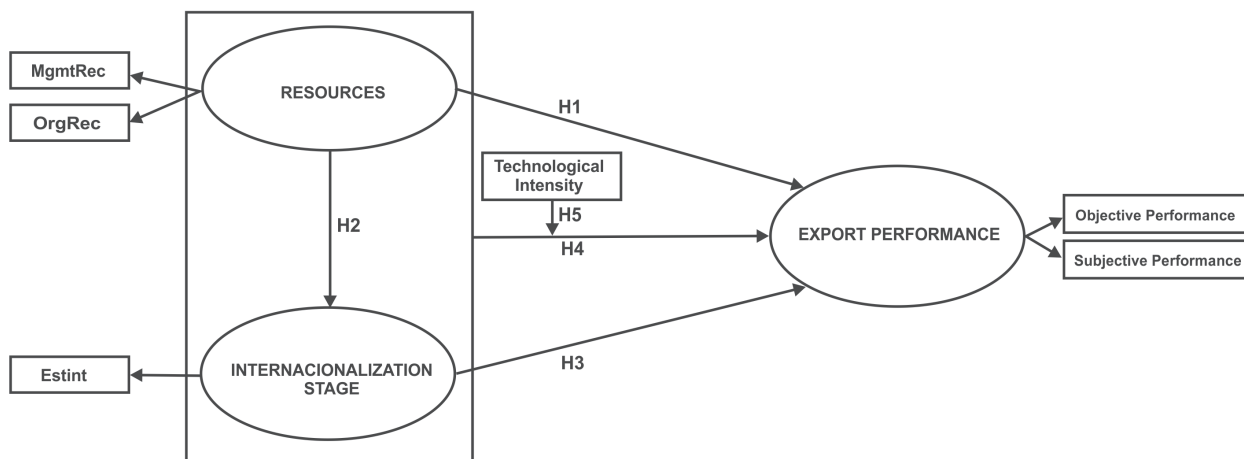 MgmtRec
OrgRec
RESOURCES
H1
Technological
Intensity
H5
H2
H4
EXPORT PERFORMANCE
Objective Performance
Subjective Performance
Estint
INTERNACIONALIZATION
STAGE
H3